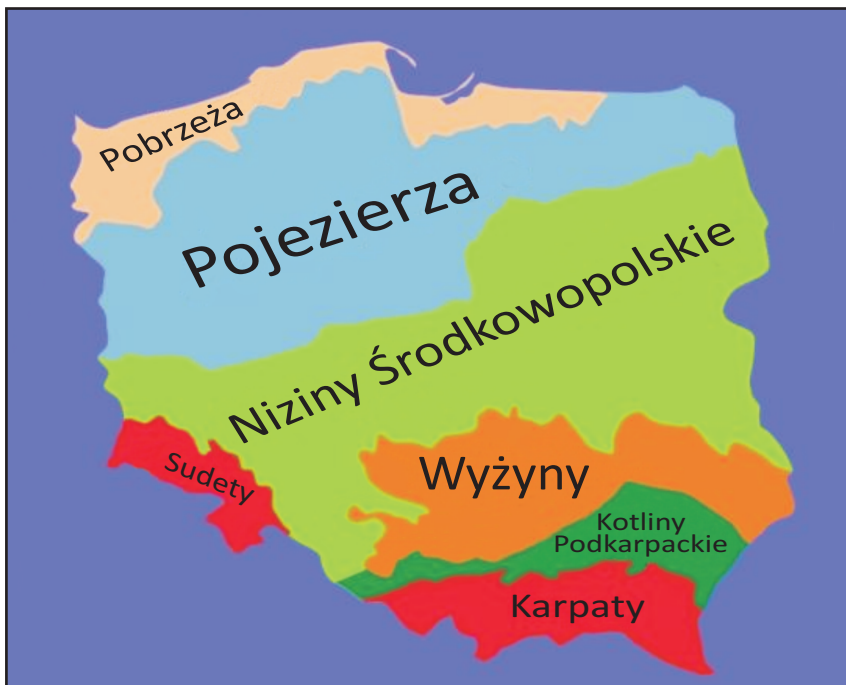 Pobrzeża
Pojezierza
Niziny Środkowopolskie
Sudety
Wyżyny
Kotliny
Podkarpackie
Karpaty